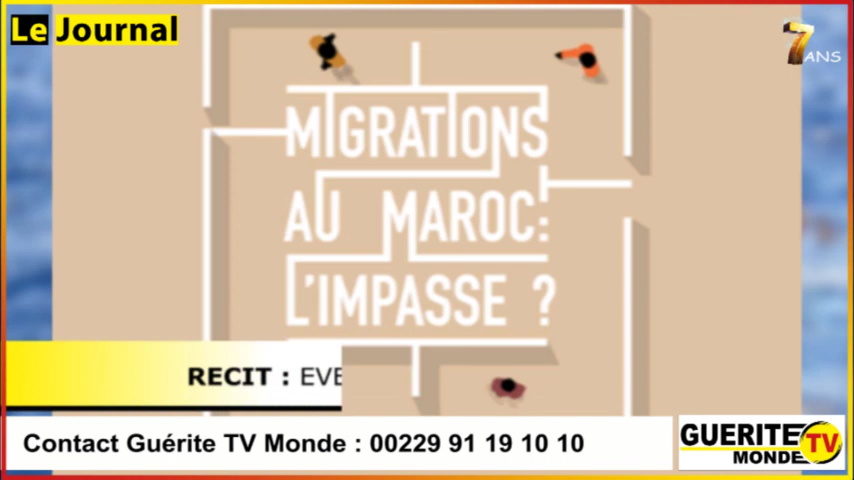 Le Journal
7 ANS
MIGRATIONS
AU MAROC:
L'IMPASSE ?
RECIT : EVE
Contact Guérite TV Monde : 00229 91 19 10 10
GUERITE TV
MONDE